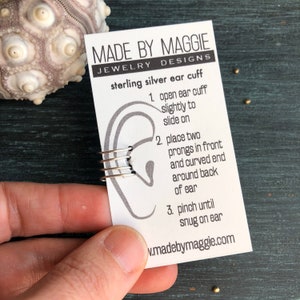 MADE BY MAGGIE
JEWELRY DESIGNS
sterling silver ear cuff
1. open ear cuff
slightly to
slide on
2. place two
prongs in front
and curved end
around back
of ear
3. pinch until
snug on ear
www.madebymaggie.com